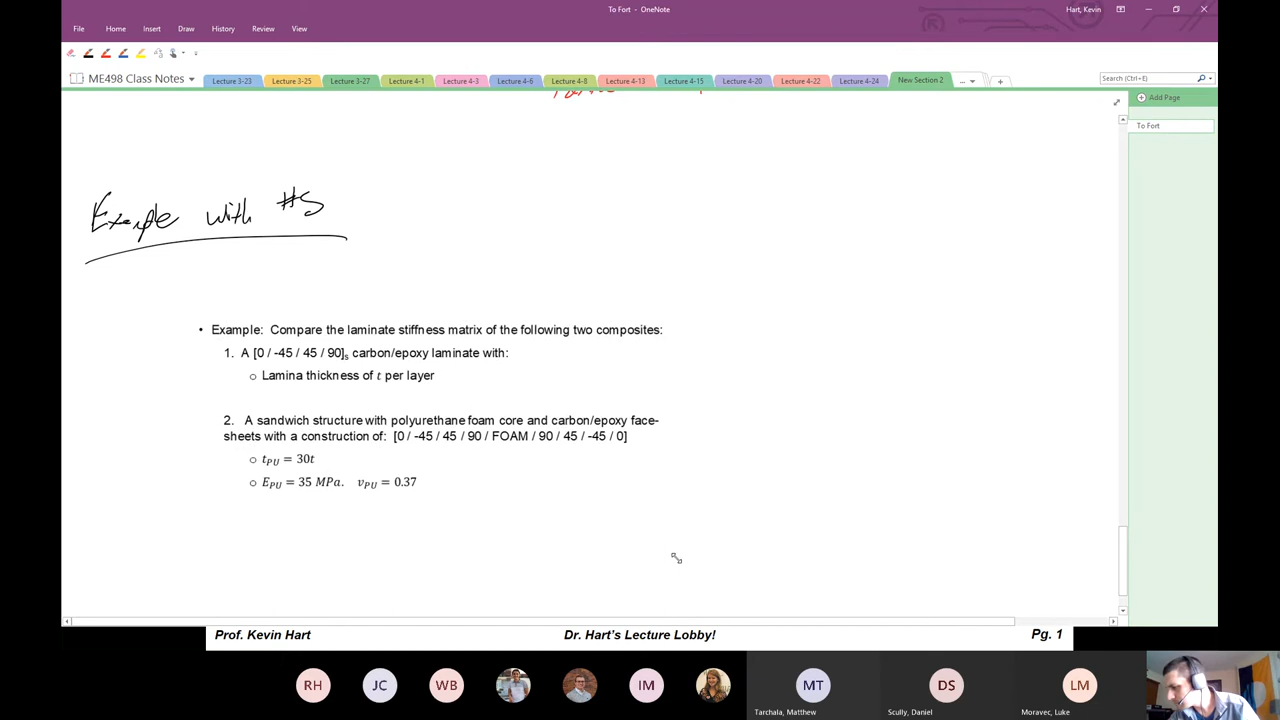 To Fort - OneNote
Hart, Kevin
File Home Insert Draw History Review View
ME498 Class Notes
Lecture 3-23 Lecture 3-25 Lecture 3-27 Lecture 4-1 Lecture 4-3 Lecture 4-6 Lecture 4-8 Lecture 4-13 Lecture 4-15 Lecture 4-20 Lecture 4-22 Lecture 4-24 New Section 2 ...
Search (Ctrl+E)
Add Page
To Fort
Example with #s
• Example: Compare the laminate stiffness matrix of the following two composites:
1. A [0 / -45 / 45 / 90]s carbon/epoxy laminate with:
o Lamina thickness of t per layer
2. A sandwich structure with polyurethane foam core and carbon/epoxy face-
sheets with a construction of: [0 / -45 / 45 / 90 / FOAM / 90 / 45 / -45 / 0]
o tPU = 30t
o EPU = 35 MPa. vPU = 0.37
Prof. Kevin Hart Dr. Hart's Lecture Lobby! Pg. 1
RH JC WB IM MT DS LM
Tarchala, Matthew Scully, Daniel Moravec, Luke